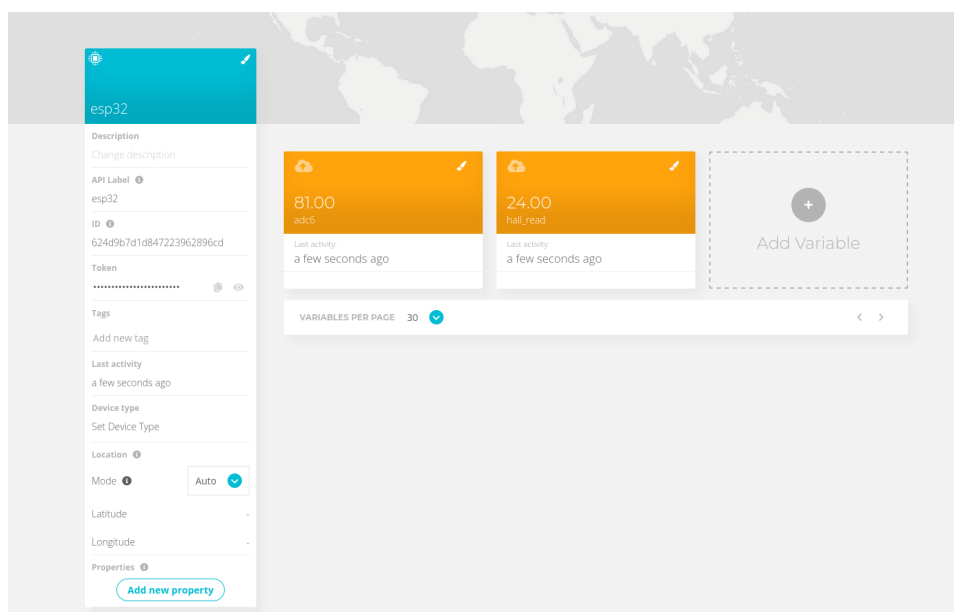 esp32
Description
Change description
API Label
esp32
ID
624d9b7d1d847223962896cd
Token
••••••••••••••••••••••••
Tags
Add new tag
Last activity
a few seconds ago
Device type
Set Device Type
Location
Mode Auto
Latitude -
Longitude -
Properties
Add new property
81.00
adc6
Last activity:
a few seconds ago
24.00
hall_read
Last activity:
a few seconds ago
+
Add Variable
VARIABLES PER PAGE 30 < >